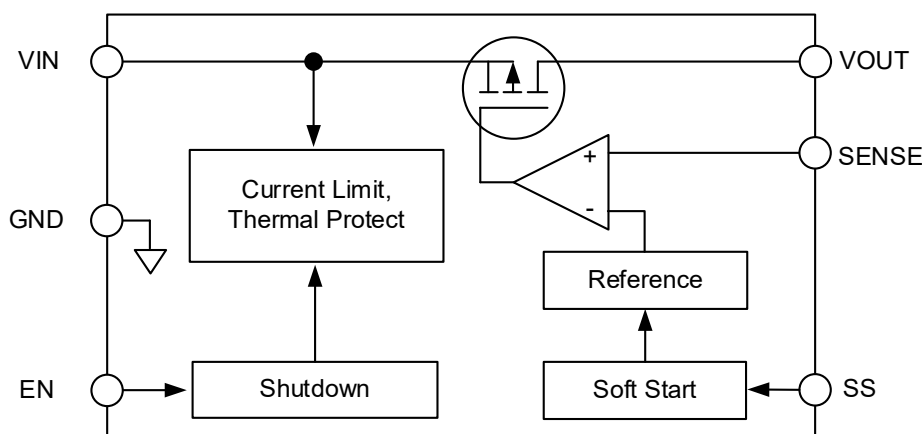 VIN
VOUT
+
SENSE
Current Limit,
Thermal Protect
-
GND
Reference
EN
Shutdown
Soft Start
SS